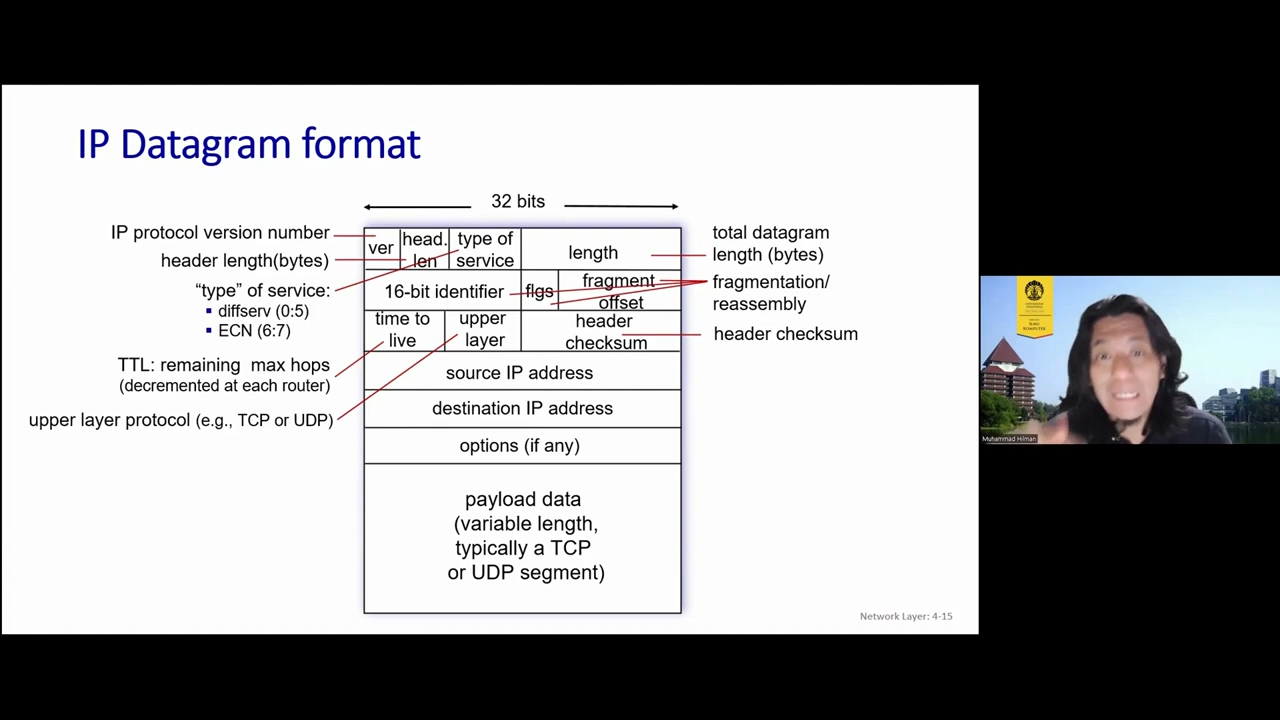 IP Datagram format
32 bits
IP protocol version number
header length(bytes)
“type” of service:
▪ diffserv (0:5)
▪ ECN (6:7)
TTL: remaining max hops
(decremented at each router)
upper layer protocol (e.g., TCP or UDP)
ver
head.
len
type of
service
length
16-bit identifier
flgs
fragment
offset
time to
live
upper
layer
header
checksum
source IP address
destination IP address
options (if any)
payload data
(variable length,
typically a TCP
or UDP segment)
total datagram
length (bytes)
fragmentation/
reassembly
header checksum
Network Layer: 4-15
ILMU
KOMPUTER
Muhammad Hilman